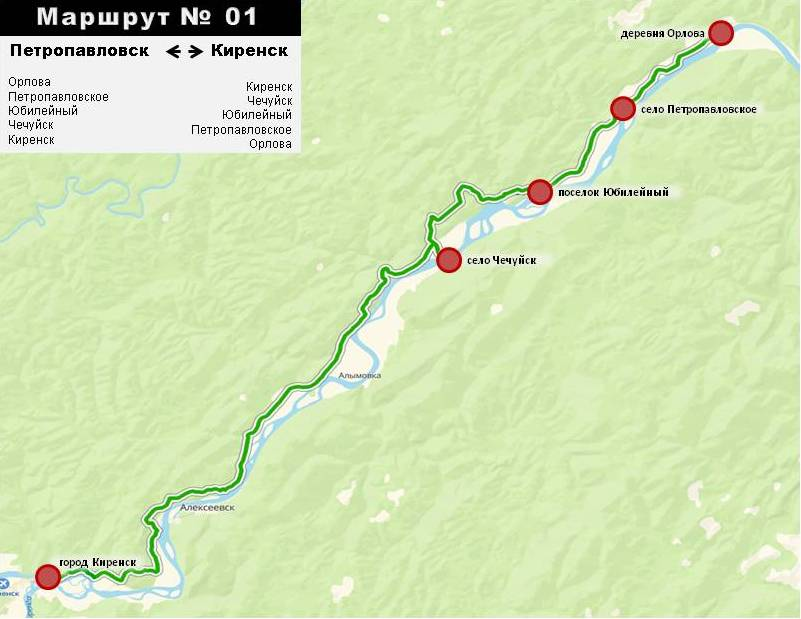 Маршрут № 01
Петропавловск Киренск
Орлова
Петропавловское
Юбилейный
Чечуйск
Киренск
Киренск
Чечуйск
Юбилейный
Петропавловское
Орлова
деревня Орлова
село Петропавловское
поселок Юбилейный
село Чечуйск
Алымовка
Алексеевск
город Киренск